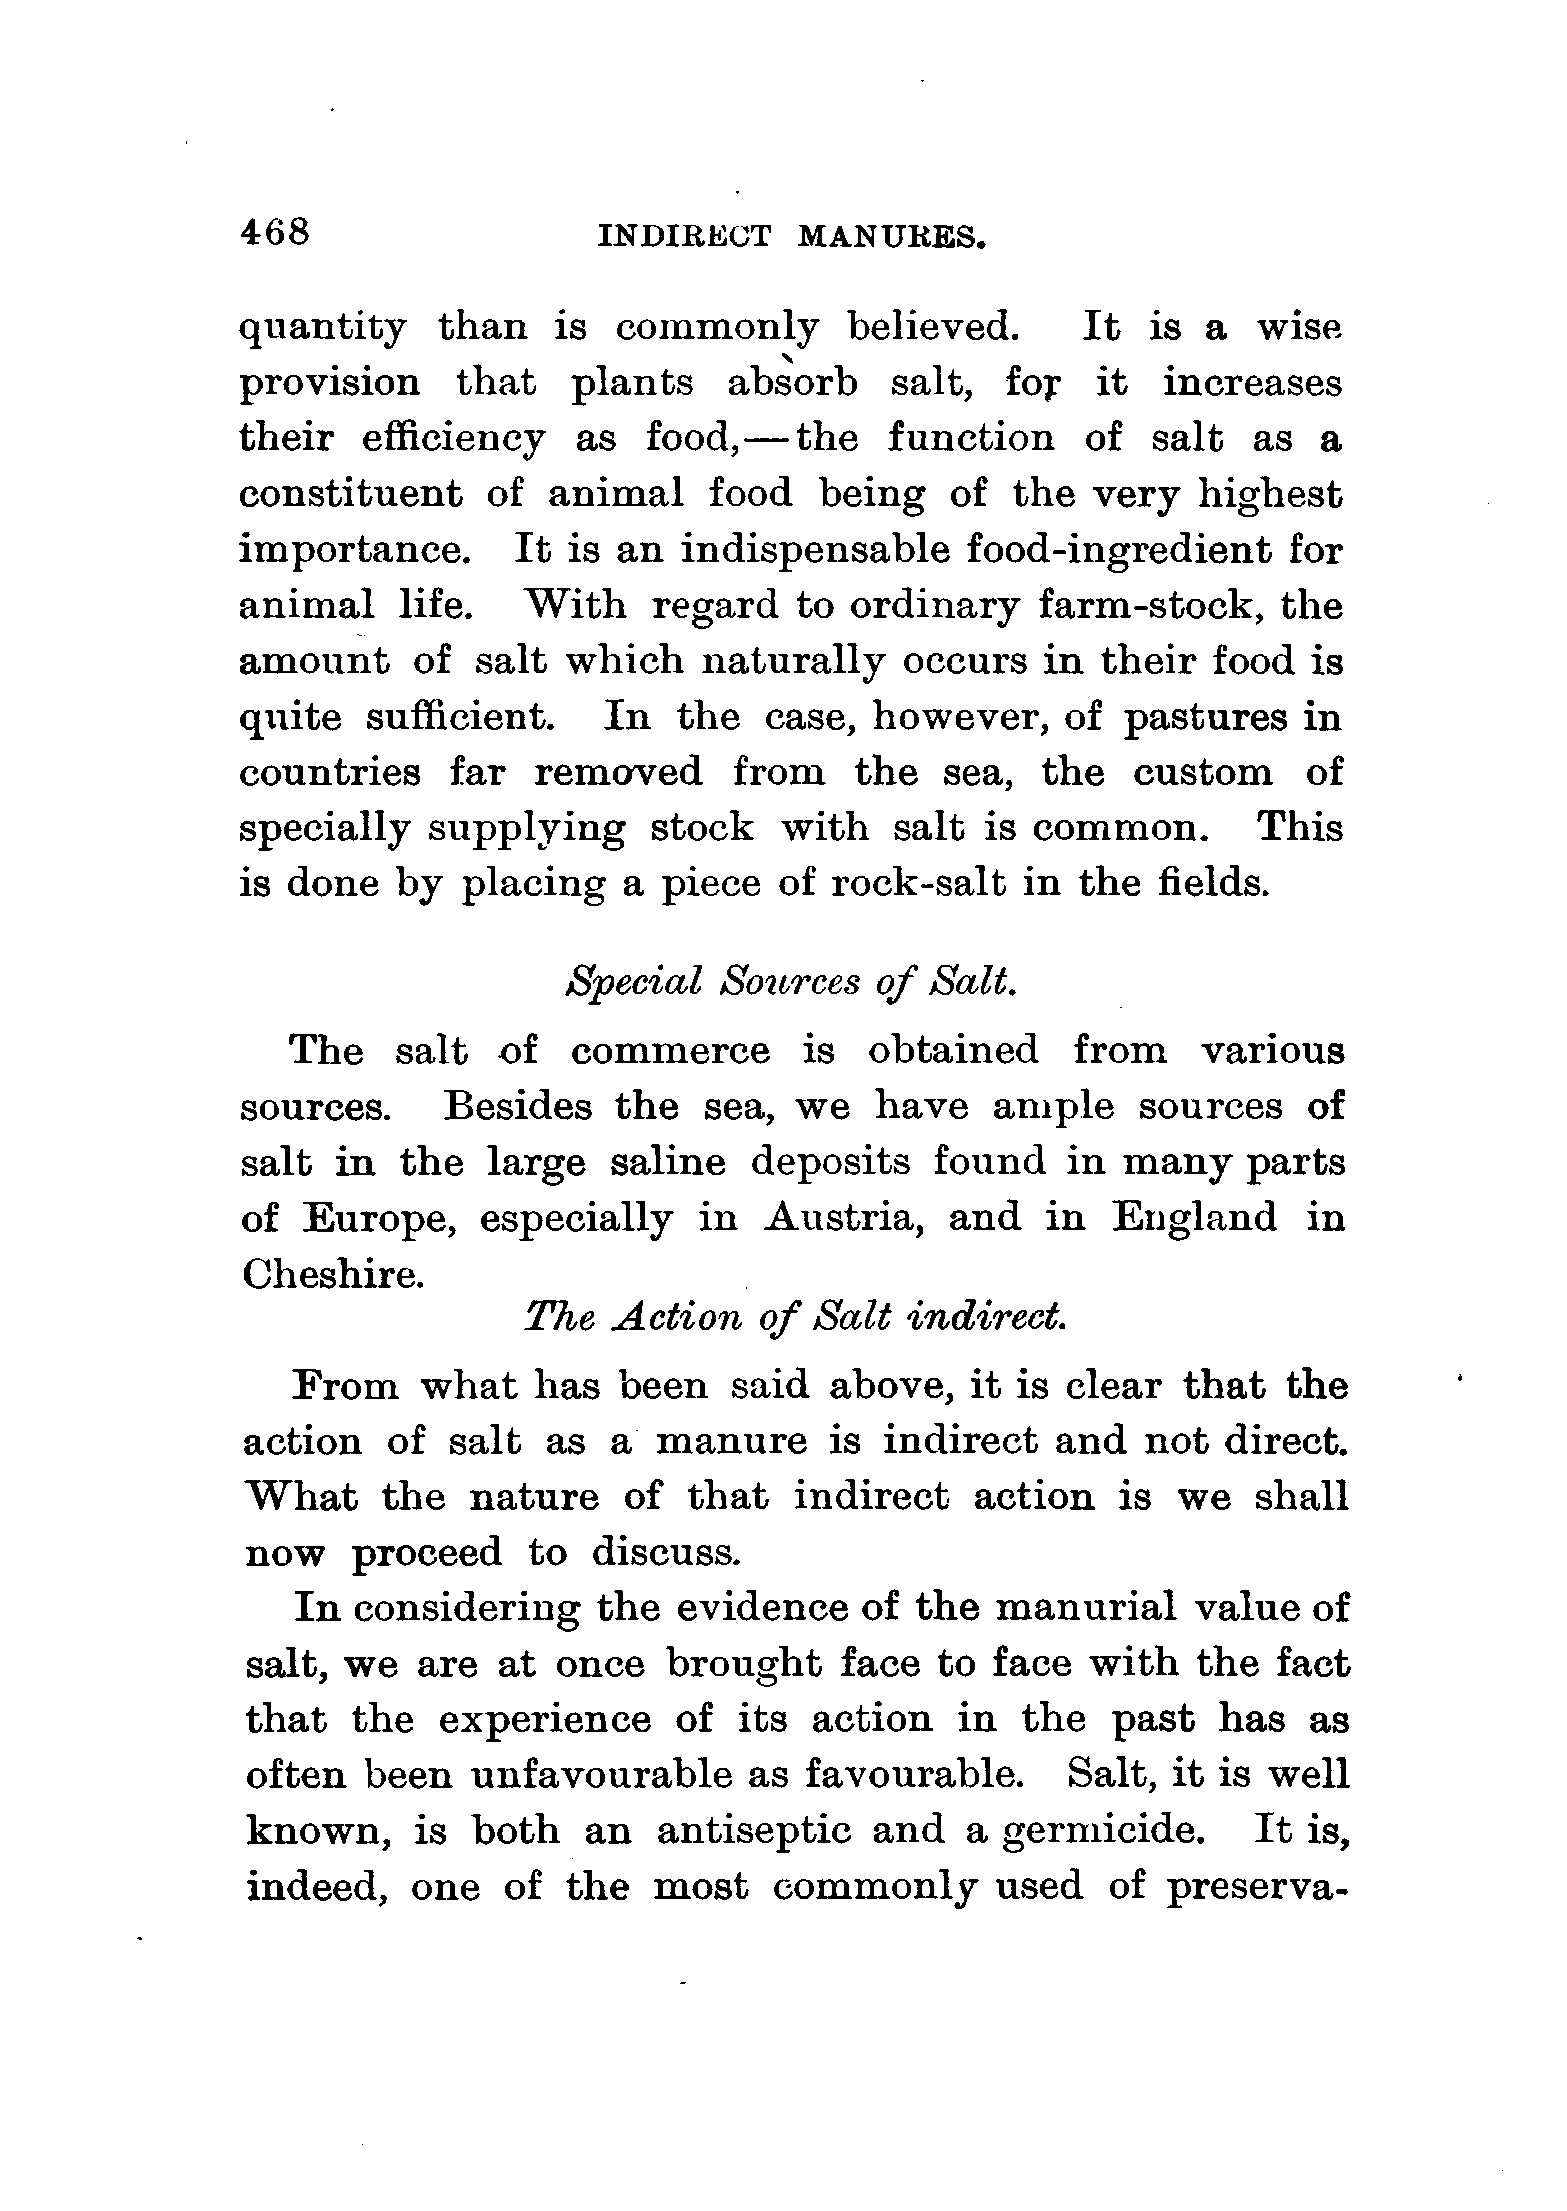 468 INDIRECT MANURES.
quantity than is commonly believed. It is a wise
provision that plants absorb salt, for it increases
their efficiency as food,—the function of salt as a
constituent of animal food being of the very highest
importance. It is an indispensable food-ingredient for
animal life. With regard to ordinary farm-stock, the
amount of salt which naturally occurs in their food is
quite sufficient. In the case, however, of pastures in
countries far removed from the sea, the custom of
specially supplying stock with salt is common. This
is done by placing a piece of rock-salt in the fields.
Special Sources of Salt.
The salt of commerce is obtained from various
sources. Besides the sea, we have ample sources of
salt in the large saline deposits found in many parts
of Europe, especially in Austria, and in England in
Cheshire.
The Action of Salt indirect.
From what has been said above, it is clear that the
action of salt as a manure is indirect and not direct.
What the nature of that indirect action is we shall
now proceed to discuss.
In considering the evidence of the manurial value of
salt, we are at once brought face to face with the fact
that the experience of its action in the past has as
often been unfavourable as favourable. Salt, it is well
known, is both an antiseptic and a germicide. It is,
indeed, one of the most commonly used of preserva-